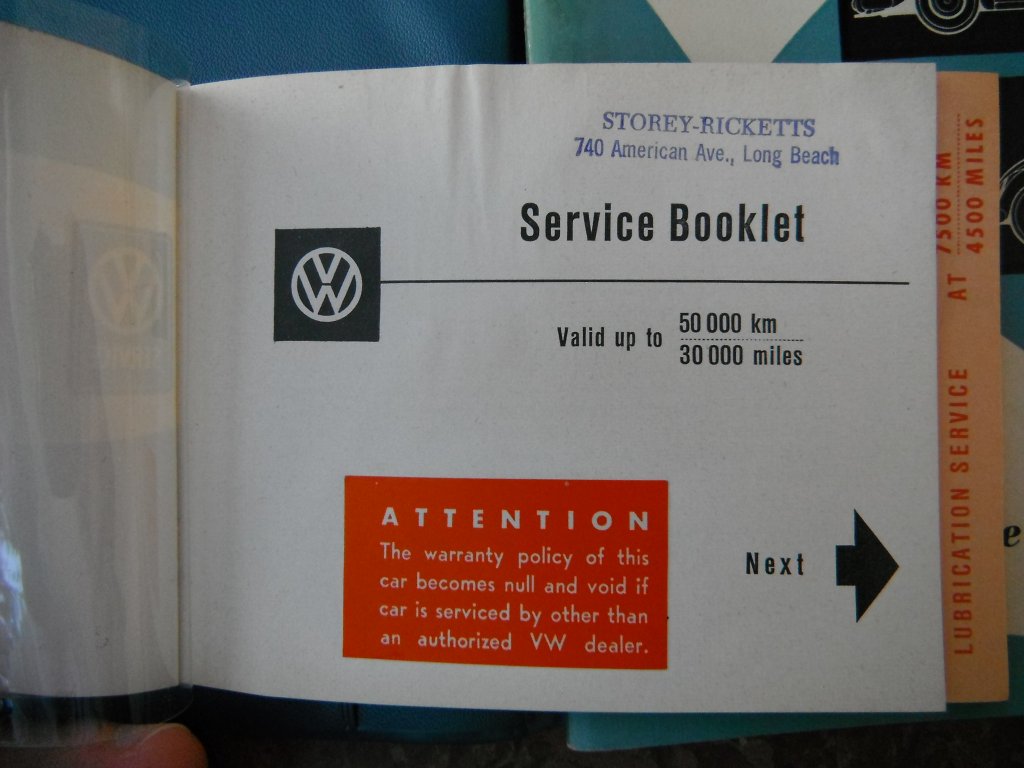 STOREY-RICKETTS
740 American Ave., Long Beach
Service Booklet
VW
Valid up to
50 000 km
30 000 miles
ATTENTION
The warranty policy of this
car becomes null and void if
car is serviced by other than
an authorized VW dealer.
Next
LUBRICATION SERVICE AT
7500 KM
4500 MILES